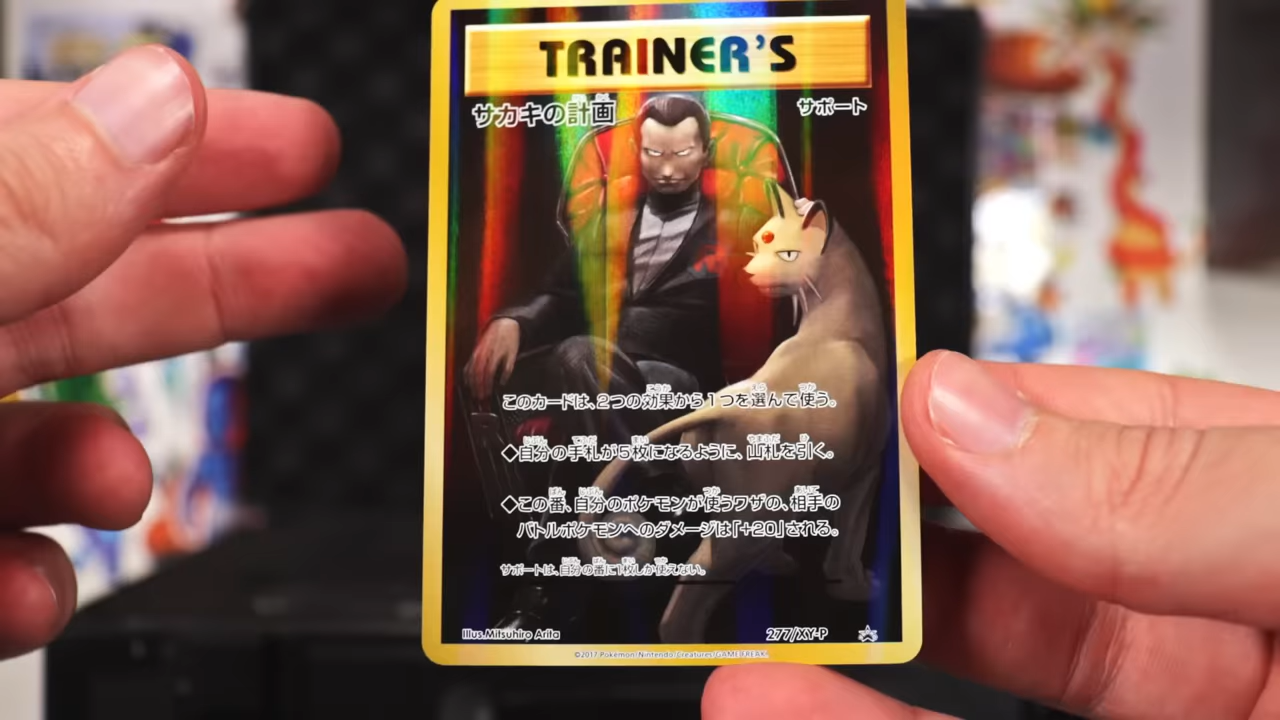 TRAINER'S
サカキの計画
サポート
このカードは、2つの効果から1つを選んで使う。
◆自分の手札が5枚になるように、山札を引く。
◆この番、自分のポケモンが使うワザの、相手の
バトルポケモンへのダメージは「+20」される。
サポートは、自分の番に1枚しか使えない。
Illus.Mitsuhiro Arita
277/XY-P
©2017 Pokémon/Nintendo/Creatures/GAMEFREAK.